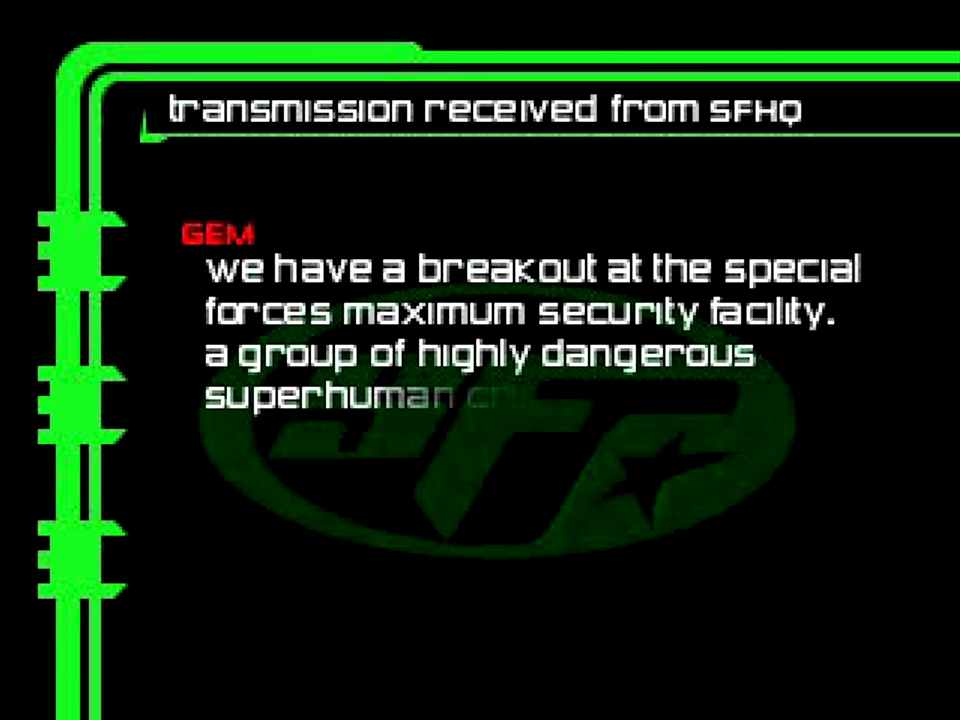 transmission received from SFHQ
GEM
we have a breakout at the special
forces maximum security facility.
a group of highly dangerous
superhuman